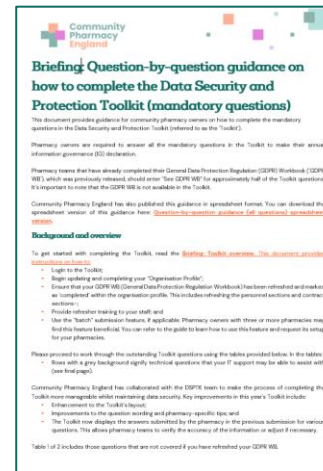 Community
Pharmacy
England
Briefing: Question-by-question guidance on
how to complete the Data Security and
Protection Toolkit (mandatory questions)
This document provides guidance for community pharmacy owners on how to complete the mandatory
questions in the Data Security and Protection Toolkit (referred to as the 'Toolkit').
Pharmacy owners are required to answer all the mandatory questions in the Toolkit to make their annual
information governance (IG) declaration.
Pharmacy teams that have already completed their General Data Protection Regulation (GDPR) Workbook ('GDPR
WB'), which was previously released, should enter "See GDPR WB" for approximately half of the Toolkit questions.
It's important to note that the GDPR WB is not available in the Toolkit.
Community Pharmacy England has also published this guidance in spreadsheet format. You can download the
spreadsheet version of this guidance here: Question-by-question guidance (all questions) spreadsheet
version.
Background and overview
To get started with completing the Toolkit, read the Briefing: Toolkit overview. This document provides
instructions on how to:
• Login to the Toolkit;
• Begin updating and completing your "Organisation Profile".
• Ensure that your GDPR WB (General Data Protection Regulation Workbook) has been refreshed and marked
as 'completed' within the organisation profile. This includes refreshing the personnel sections and contract
sections-;
• Provide refresher training to your staff; and
• Use the "batch" submission feature, if applicable. Pharmacy owners with three or more pharmacies may
find this feature beneficial. You can refer to the guide to learn how to use this feature and request its setup
for your pharmacies.
Please proceed to work through the outstanding Toolkit questions using the tables provided below. In the tables:
• Rows with a grey background signify technical questions that your IT support may be able to assist with
(see final page).
Community Pharmacy England has collaborated with the DSPTK team to make the process of completing the
Toolkit more manageable whilst maintaining data security. Key improvements in this year's Toolkit include:
• Enhancement to the Toolkit's layout;
• Improvements to the question wording and pharmacy-specific tips; and
• The Toolkit now displays the answers submitted by the pharmacy in the previous submission for various
questions. This allows pharmacy teams to verify the accuracy of the information or adjust if necessary.
Table 1 of 2 includes those questions that are not covered if you have refreshed your GDPR WB.